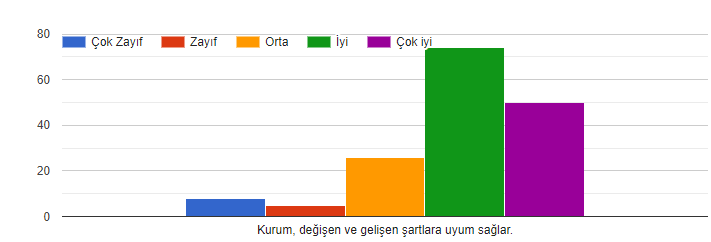 80
Çok Zayıf Zayıf Orta İyi Çok iyi
60
40
20
0
Kurum, değişen ve gelişen şartlara uyum sağlar.